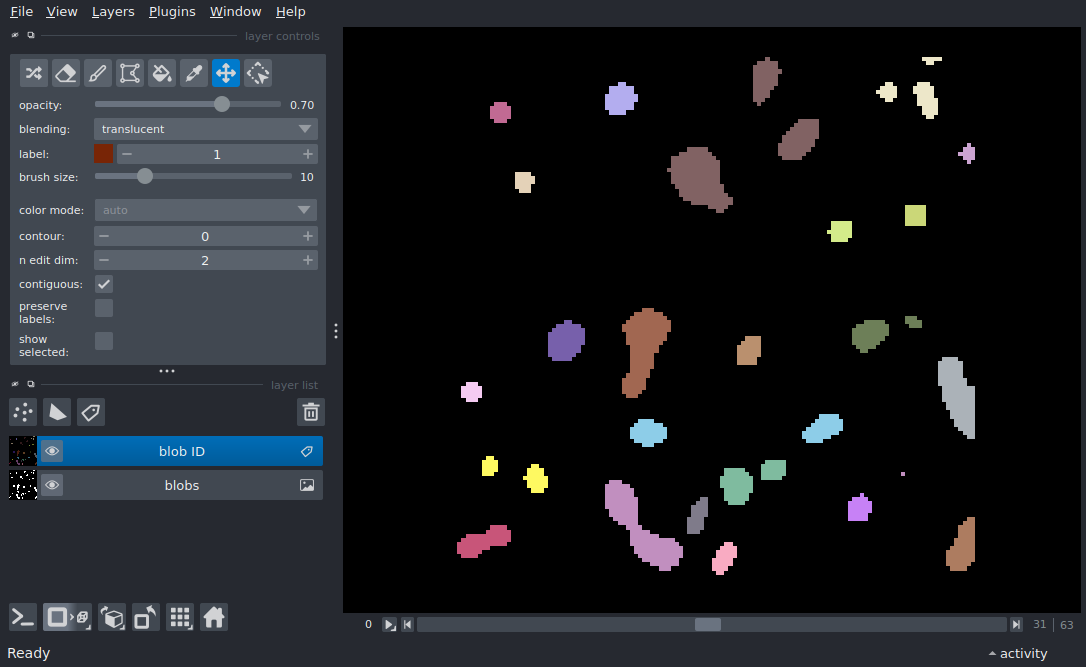 File View Layers Plugins Window Help
layer controls
opacity: 0.70
blending: translucent
label: 1
brush size: 10
color mode: auto
contour: 0
n edit dim: 2
contiguous:
preserve
labels:
show
selected:
layer list
blob ID
blobs
0 31 63
Ready activity